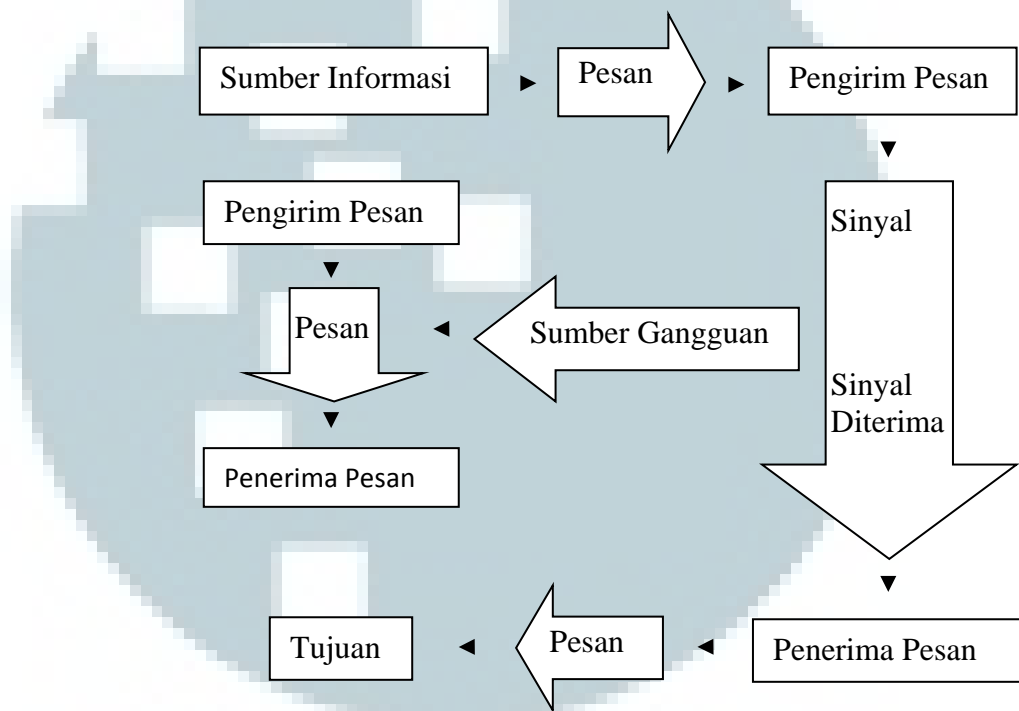 Sumber Informasi
Pesan
Pengirim Pesan
Pengirim Pesan
Sinyal
Pesan
Sumber Gangguan
Sinyal
Diterima
Penerima Pesan
Tujuan
Pesan
Penerima Pesan